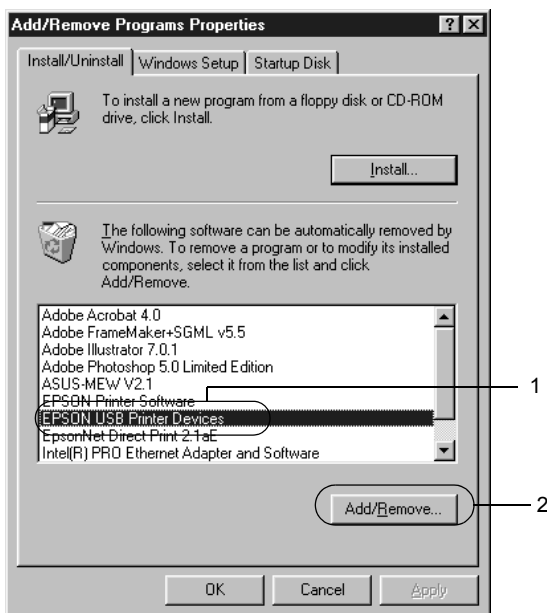 Add/Remove Programs Properties
Install/Uninstall Windows Setup Startup Disk
To install a new program from a floppy disk or CD-ROM
drive, click Install.
Install...
The following software can be automatically removed by
Windows. To remove a program or to modify its installed
components, select it from the list and click
Add/Remove.
Adobe Acrobat 4.0
Adobe FrameMaker+SGML v5.5
Adobe Illustrator 7.0.1
Adobe Photoshop 5.0 Limited Edition
ASUS-MEW V2.1
EPSON Printer Software
EPSON USB Printer Devices
EpsonNet Direct Print 2.1aE
Intel(R) PRO Ethernet Adapter and Software
1
Add/Remove...
2
OK Cancel Apply